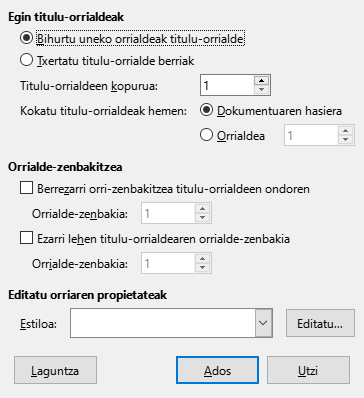 Egin titulu-orrialdeak
Bihurtu uneko orrialdeak titulu-orrialde
Txertatu titulu-orrialde berriak
Titulu-orrialdeen kopurua: 1
Kokatu titulu-orrialdeak hemen: Dokumentuaren hasiera
Orrialdea 1
Orrialde-zenbakitzea
Berrezarri orri-zenbakitzea titulu-orrialdeen ondoren
Orrialde-zenbakia: 1
Ezarri lehen titulu-orrialdearen orrialde-zenbakia
Orrialde-zenbakia: 1
Editatu orriaren propietateak
Estiloa: Editatu...
Laguntza Ados Utzi